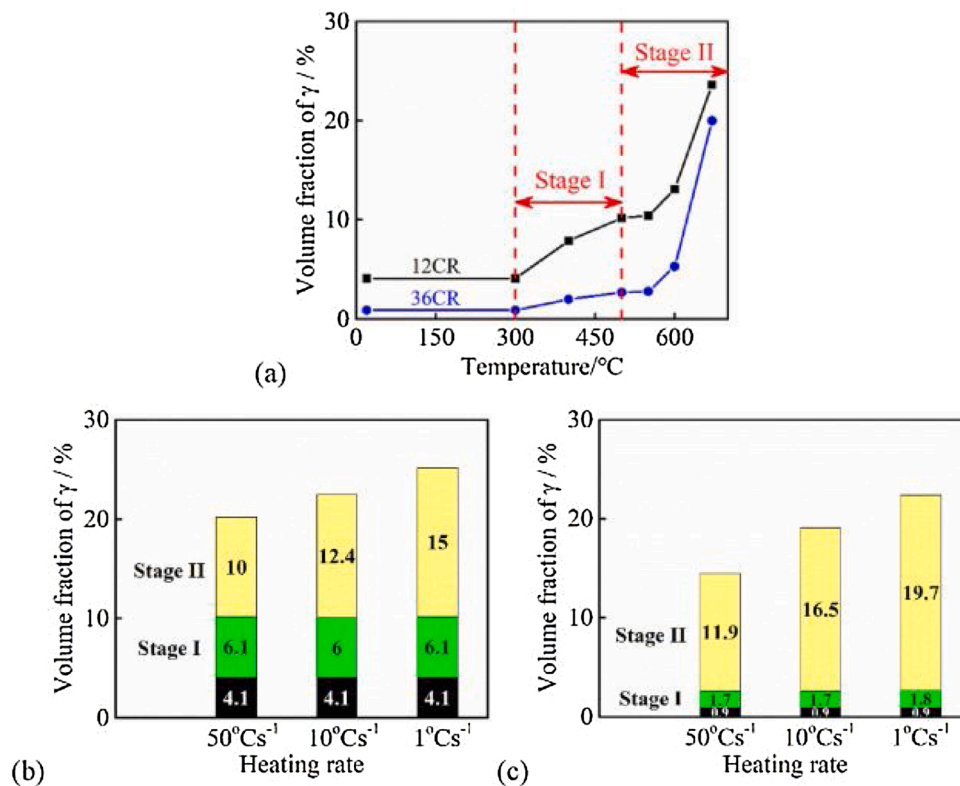 30
20
10
0
Volume fraction of γ / %
Stage II
Stage I
12CR
36CR
0 150 300 450 600
Temperature/°C
(a)
30
20
10
0
Volume fraction of γ / %
Stage II
Stage I
10 12.4 15
6.1 6 6.1
4.1 4.1 4.1
50°Cs⁻¹ 10°Cs⁻¹ 1°Cs⁻¹
Heating rate
(b)
30
20
10
0
Volume fraction of γ / %
Stage II
Stage I
11.9 16.5 19.7
1.7 1.7 1.8
0.9 0.9 0.9
50°Cs⁻¹ 10°Cs⁻¹ 1°Cs⁻¹
Heating rate
(c)